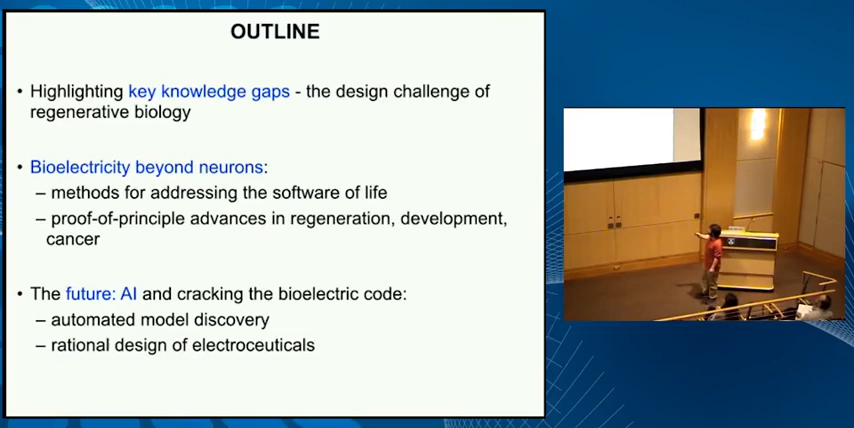 OUTLINE
• Highlighting key knowledge gaps - the design challenge of
regenerative biology
• Bioelectricity beyond neurons:
– methods for addressing the software of life
– proof-of-principle advances in regeneration, development,
cancer
• The future: AI and cracking the bioelectric code:
– automated model discovery
– rational design of electroceuticals